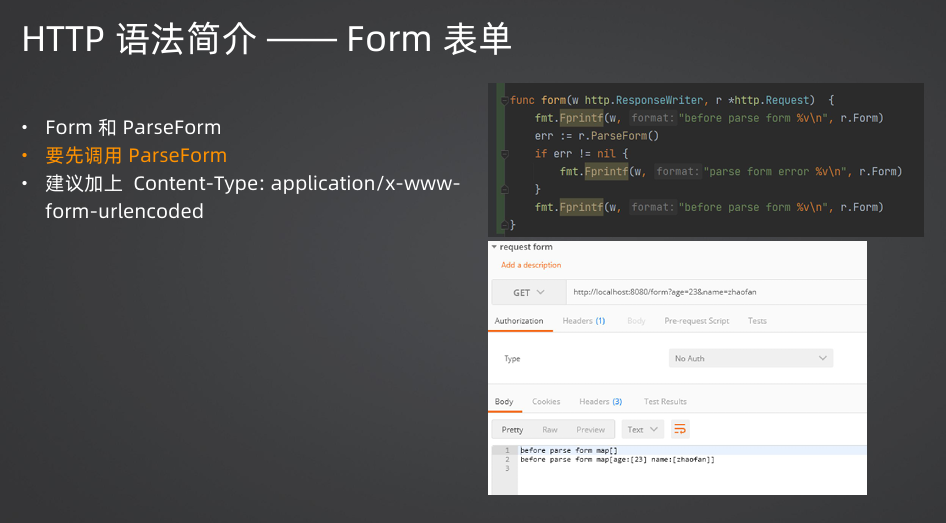 HTTP 语法简介 —— Form 表单
• Form 和 ParseForm
• 要先调用 ParseForm
• 建议加上 Content-Type: application/x-www-
form-urlencoded
func form(w http.ResponseWriter, r *http.Request) {
fmt.Fprintf(w, format: "before parse form %v\n", r.Form)
err := r.ParseForm()
if err != nil {
fmt.Fprintf(w, format: "parse form error %v\n", r.Form)
}
fmt.Fprintf(w, format: "before parse form %v\n", r.Form)
}
request form
Add a description
GET http://localhost:8080/form?age=23&name=zhaofan
Authorization Headers (1) Body Pre-request Script Tests
Type No Auth
Body Cookies Headers (3) Test Results
Pretty Raw Preview Text
1 before parse form map[]
2 before parse form map[age:[23] name:[zhaofan]]
3